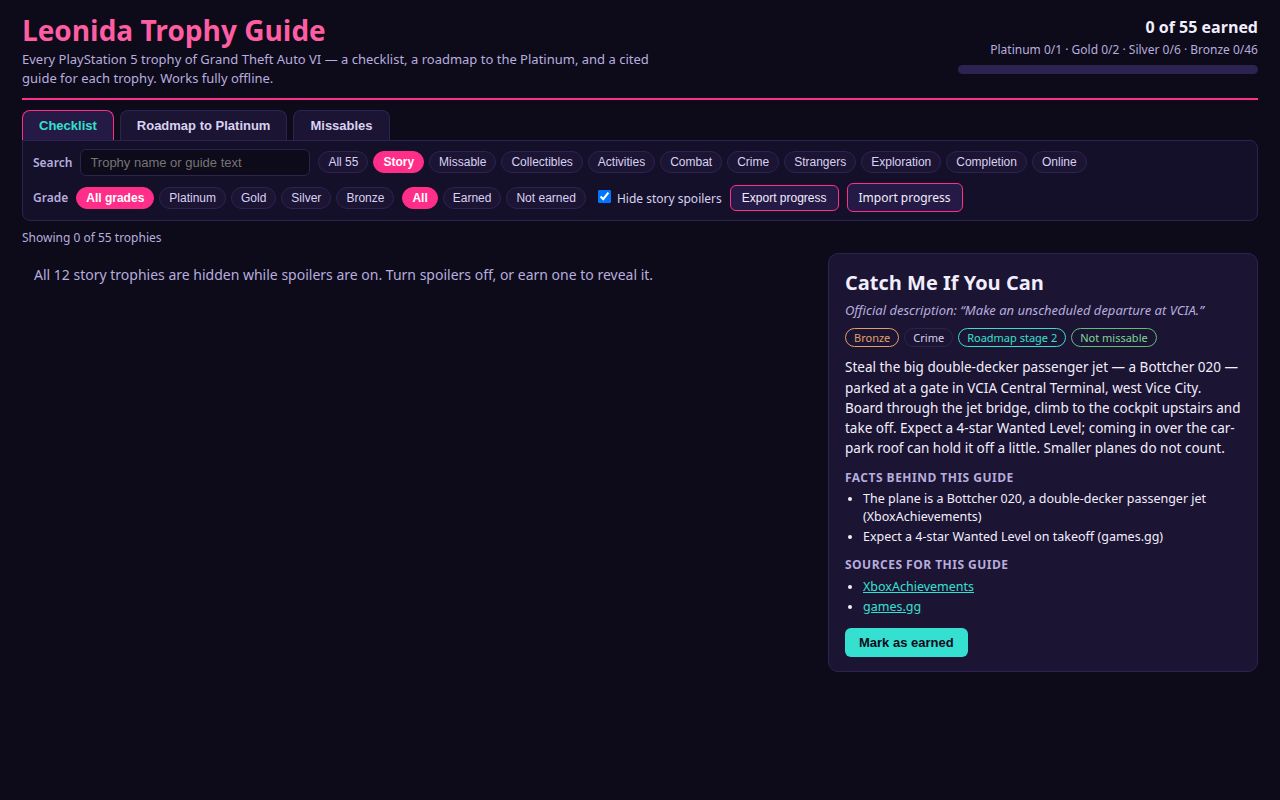 Leonida Trophy Guide
Every PlayStation 5 trophy of Grand Theft Auto VI — a checklist, a roadmap to the Platinum, and a cited
guide for each trophy. Works fully offline.
0 of 55 earned
Platinum 0/1 · Gold 0/2 · Silver 0/6 · Bronze 0/46
Checklist Roadmap to Platinum Missables
Search Trophy name or guide text All 55 Story Missable Collectibles Activities Combat Crime Strangers Exploration Completion Online
Grade All grades Platinum Gold Silver Bronze All Earned Not earned Hide story spoilers Export progress Import progress
Showing 0 of 55 trophies
All 12 story trophies are hidden while spoilers are on. Turn spoilers off, or earn one to reveal it.
Catch Me If You Can
Official description: “Make an unscheduled departure at VCIA.”
Bronze Crime Roadmap stage 2 Not missable
Steal the big double-decker passenger jet — a Bottcher 020 —
parked at a gate in VCIA Central Terminal, west Vice City.
Board through the jet bridge, climb to the cockpit upstairs and
take off. Expect a 4-star Wanted Level; coming in over the car-
park roof can hold it off a little. Smaller planes do not count.
FACTS BEHIND THIS GUIDE
• The plane is a Bottcher 020, a double-decker passenger jet
(XboxAchievements)
• Expect a 4-star Wanted Level on takeoff (games.gg)
SOURCES FOR THIS GUIDE
• XboxAchievements
• games.gg
Mark as earned